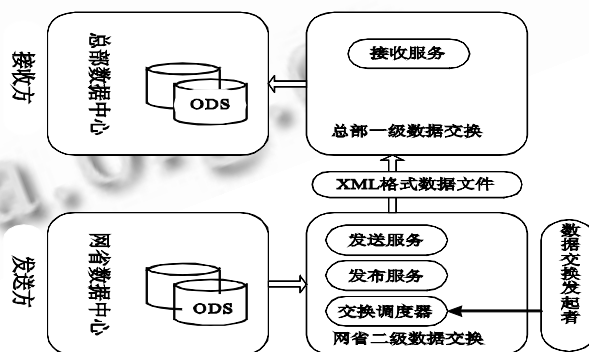 接收方
总部数据中心
ODS
接收服务
总部一级数据交换
XML格式数据文件
发送方
网省数据中心
ODS
发送服务
发布服务
交换调度器
网省二级数据交换
数据交换发起者